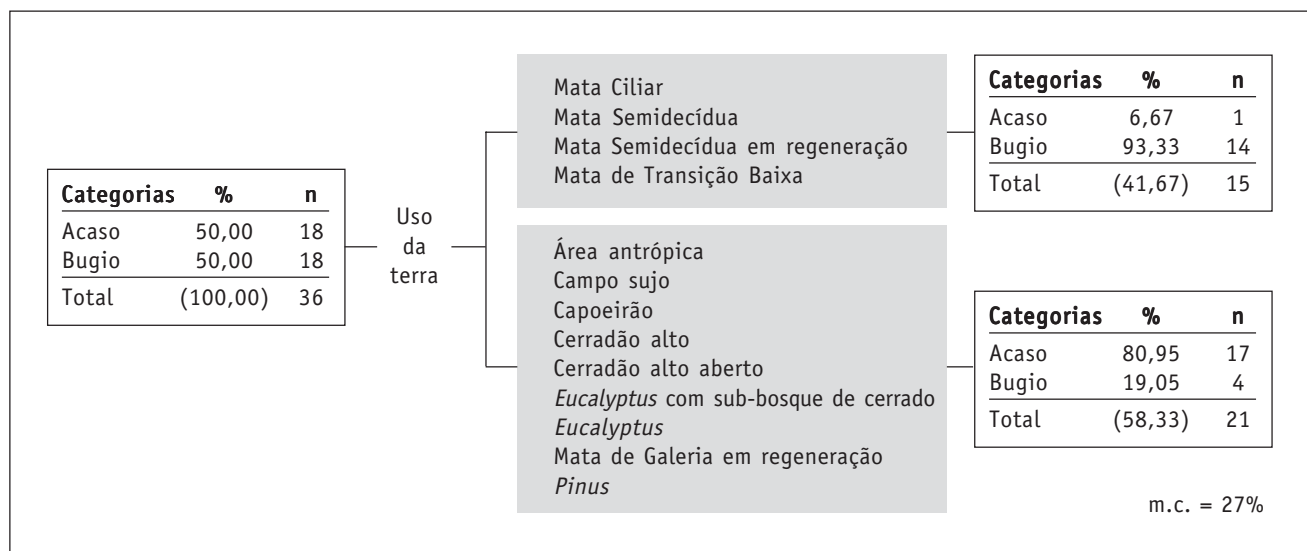 Categorias % n
Acaso 50,00 18
Bugio 50,00 18
Total (100,00) 36
Uso
da
terra
Mata Ciliar
Mata Semidecídua
Mata Semidecídua em regeneração
Mata de Transição Baixa
Categorias % n
Acaso 6,67 1
Bugio 93,33 14
Total (41,67) 15
Área antrópica
Campo sujo
Capoeirão
Cerradão alto
Cerradão alto aberto
Eucalyptus com sub-bosque de cerrado
Eucalyptus
Mata de Galeria em regeneração
Pinus
Categorias % n
Acaso 80,95 17
Bugio 19,05 4
Total (58,33) 21
m.c. = 27%